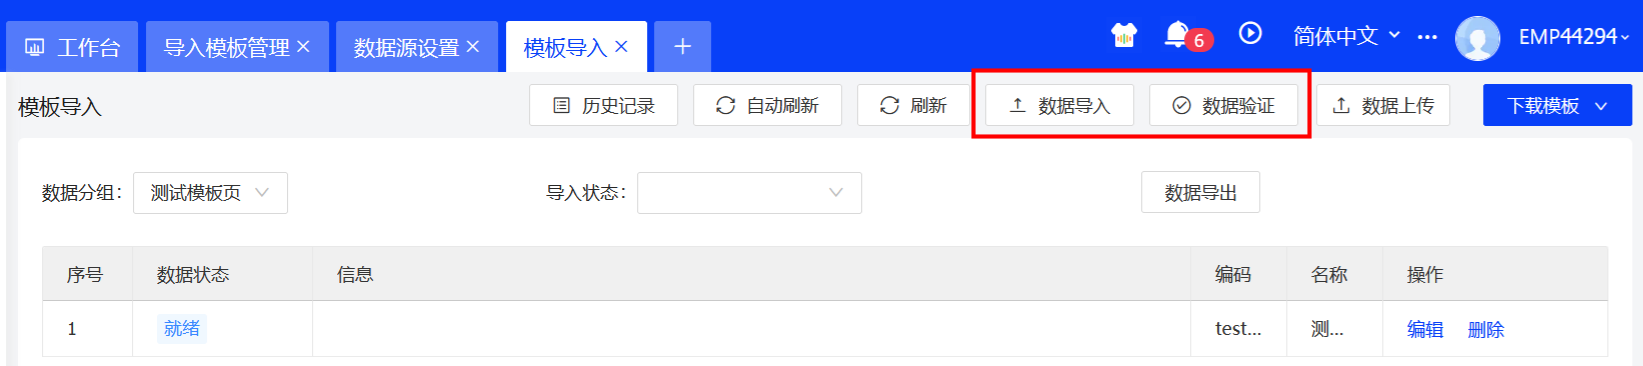 工作台 导入模板管理 数据源设置 模板导入 6 简体中文 EMP44294
模板导入 历史记录 自动刷新 刷新 数据导入 数据验证 数据上传 下载模板
数据分组: 测试模板页 导入状态: 数据导出
序号 数据状态 信息 编码 名称 操作
1 就绪 test... 测... 编辑 删除